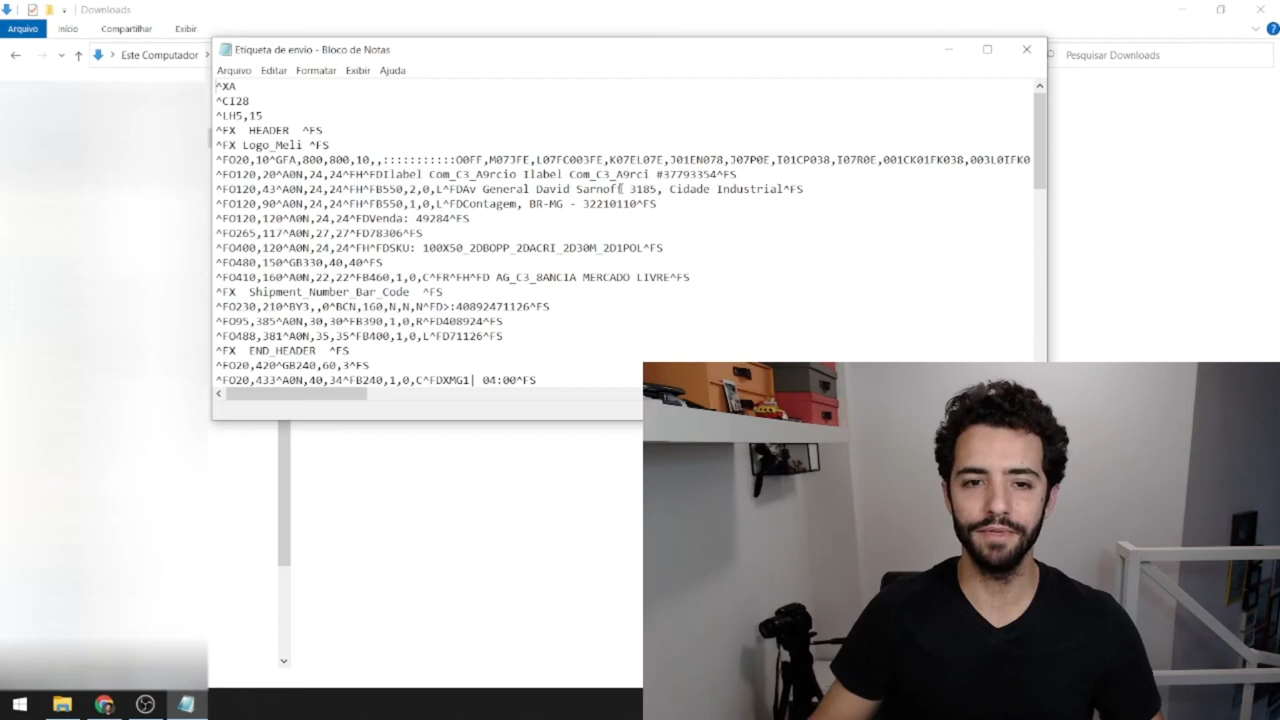 Downloads
Arquivo Início Compartilhar Exibir
Este Computador
Pesquisar Downloads
Etiqueta de envio - Bloco de Notas
Arquivo Editar Formatar Exibir Ajuda
^XA
^CI28
^LH5,15
^FX  HEADER  ^FS
^FX Logo_Meli ^FS
^FO20,10^GFA,800,800,10,,:::::::::::O0FF,M07JFE,L07FC003FE,K07EL07E,J01EN078,J07P0E,I01CP038,I07R0E,001CK01FK038,003L0IFK0
^FO120,20^A0N,24,24^FH^FDIlabel Com_C3_A9rcio Ilabel Com_C3_A9rci #37793354^FS
^FO120,43^A0N,24,24^FH^FB550,2,0,L^FDAv General David Sarnoff 3185, Cidade Industrial^FS
^FO120,90^A0N,24,24^FH^FB550,1,0,L^FDContagem, BR-MG - 32210110^FS
^FO120,120^A0N,24,24^FDVenda: 49284^FS
^FO265,117^A0N,27,27^FD78306^FS
^FO400,120^A0N,24,24^FH^FDSKU: 100X50_2DBOPP_2DACRI_2D30M_2D1POL^FS
^FO480,150^GB330,40,40^FS
^FO410,160^A0N,22,22^FB460,1,0,C^FR^FH^FD AG_C3_8ANCIA MERCADO LIVRE^FS
^FX  Shipment_Number_Bar_Code  ^FS
^FO230,210^BY3,,0^BCN,160,N,N,N^FD>:40892471126^FS
^FO95,385^A0N,30,30^FB390,1,0,R^FD408924^FS
^FO488,381^A0N,35,35^FB400,1,0,L^FD71126^FS
^FX  END_HEADER  ^FS
^FO20,420^GB240,60,3^FS
^FO20,433^A0N,40,34^FB240,1,0,C^FDXMG1| 04:00^FS